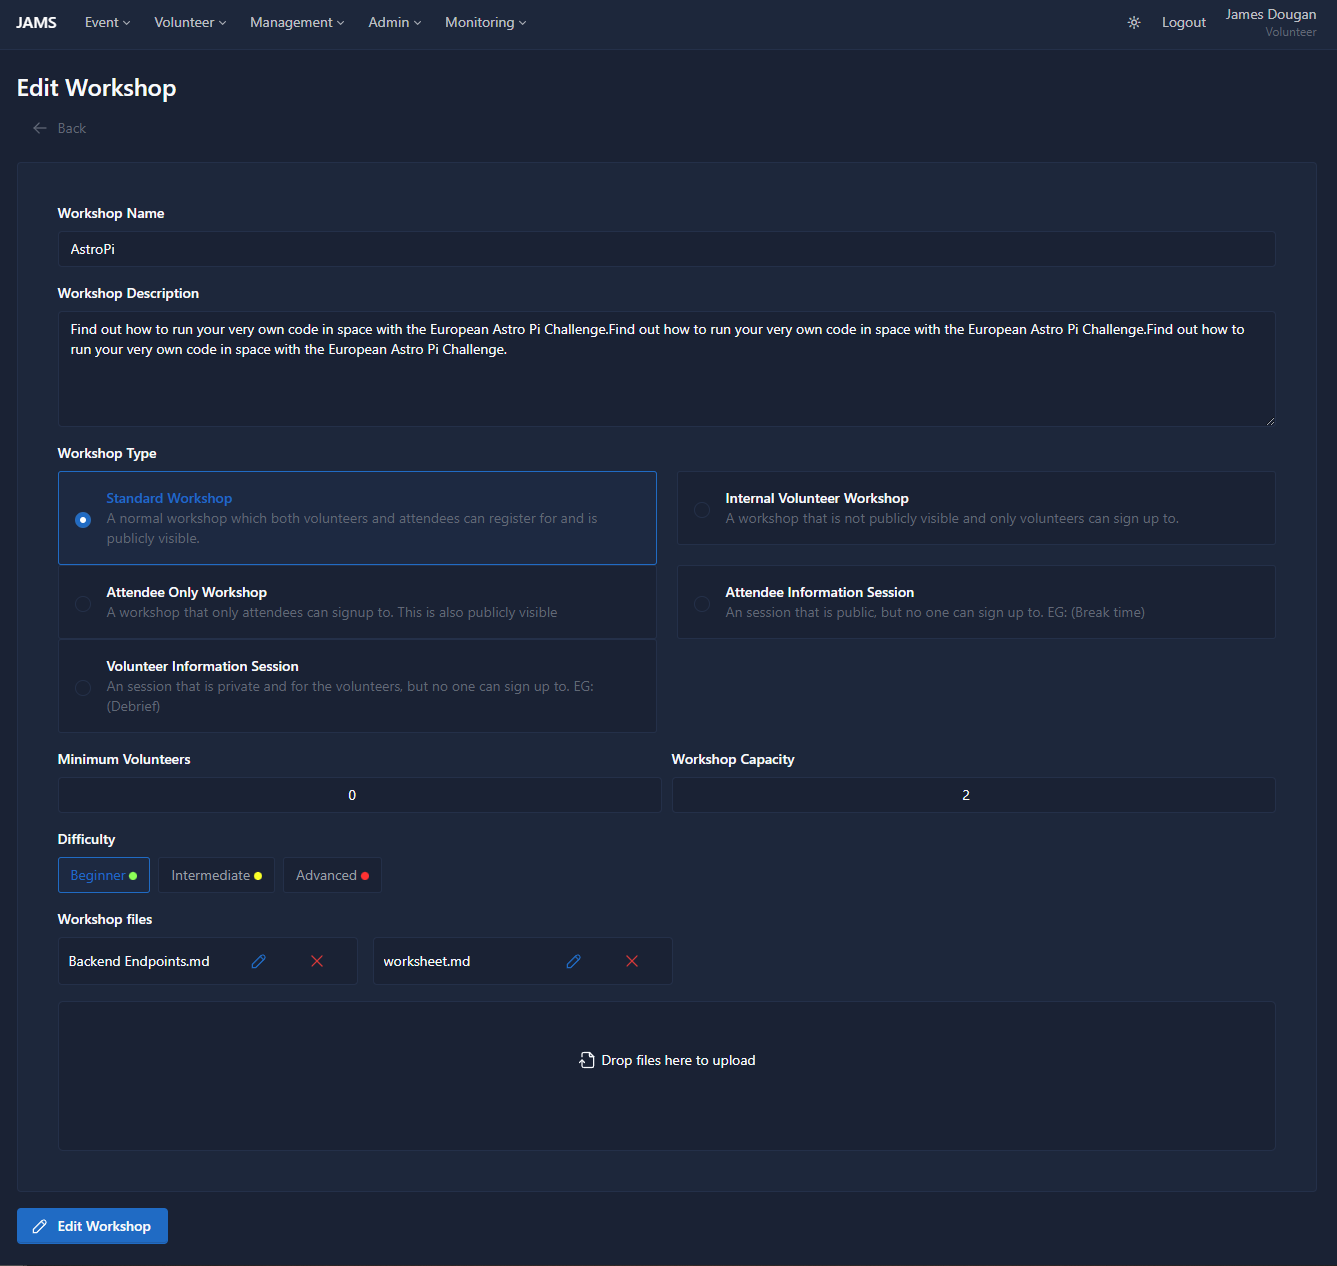 JAMS Event Volunteer Management Admin Monitoring Logout James Dougan
Volunteer
Edit Workshop
Back
Workshop Name
AstroPi
Workshop Description
Find out how to run your very own code in space with the European Astro Pi Challenge.Find out how to run your very own code in space with the European Astro Pi Challenge.Find out how to
run your very own code in space with the European Astro Pi Challenge.
Workshop Type
Standard Workshop
A normal workshop which both volunteers and attendees can register for and is
publicly visible.
Internal Volunteer Workshop
A workshop that is not publicly visible and only volunteers can sign up to.
Attendee Only Workshop
A workshop that only attendees can signup to. This is also publicly visible
Attendee Information Session
An session that is public, but no one can sign up to. EG: (Break time)
Volunteer Information Session
An session that is private and for the volunteers, but no one can sign up to. EG:
(Debrief)
Minimum Volunteers
0
Workshop Capacity
2
Difficulty
Beginner Intermediate Advanced
Workshop files
Backend Endpoints.md worksheet.md
Drop files here to upload
Edit Workshop